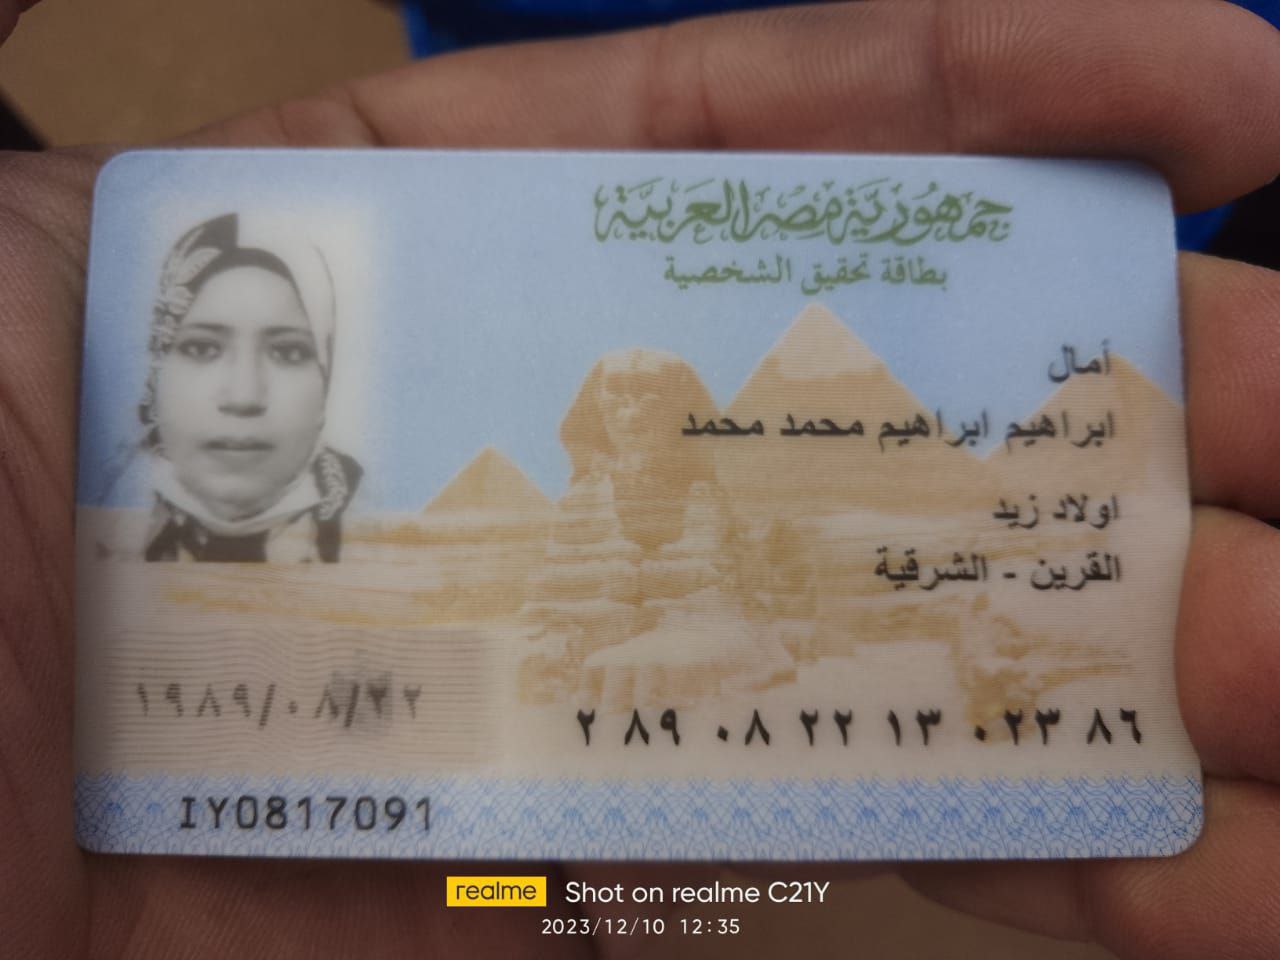 جمهورية مصر العربية
بطاقة تحقيق الشخصية
أمال
ابراهيم ابراهيم محمد محمد
اولاد زيد
القرين - الشرقية
١٩٨٩/٠٨/٢٢
٢ ٨٩ ٠٨ ٢٢ ١٣ ٠٢٣ ٨٦
IY0817091
realme Shot on realme C21Y
2023/12/10 12:35